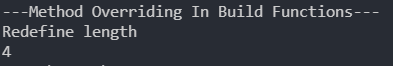 ---Method Overriding In Build Functions---
Redefine length
4